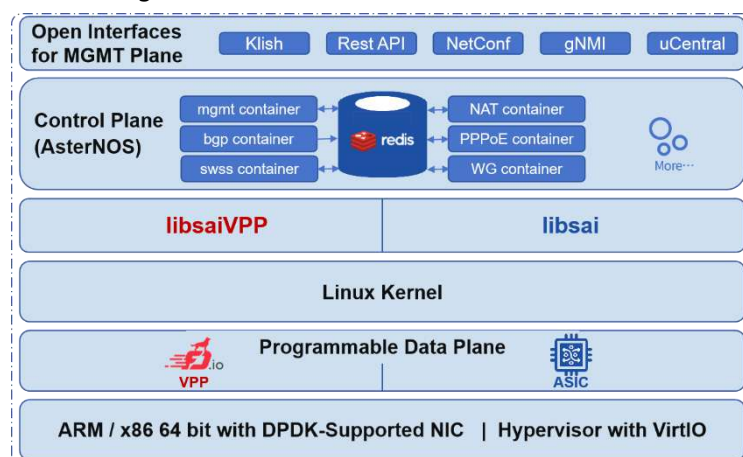 Open Interfaces
for MGMT Plane
Klish
Rest API
NetConf
gNMI
uCentral
Control Plane
(AsterNOS)
mgmt container
bgp container
swss container
redis
NAT container
PPPoE container
WG container
More···
libsaiVPP
libsai
Linux Kernel
Programmable Data Plane
.io
VPP
ASIC
ARM / x86 64 bit with DPDK-Supported NIC | Hypervisor with VirtIO